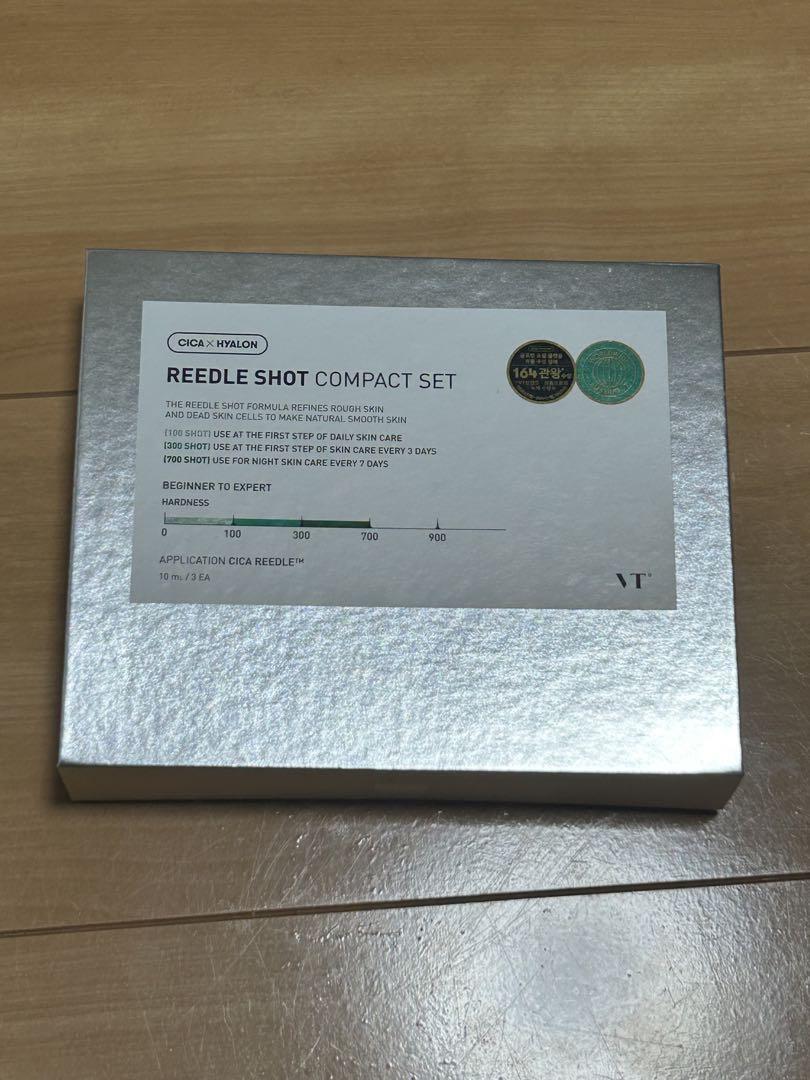 CICA×HYALON
REEDLE SHOT COMPACT SET
THE REEDLE SHOT FORMULA REFINES ROUGH SKIN
AND DEAD SKIN CELLS TO MAKE NATURAL SMOOTH SKIN
[100 SHOT] USE AT THE FIRST STEP OF DAILY SKIN CARE
[300 SHOT] USE AT THE FIRST STEP OF SKIN CARE EVERY 3 DAYS
[700 SHOT] USE FOR NIGHT SKIN CARE EVERY 7 DAYS
BEGINNER TO EXPERT
HARDNESS
0 100 300 700 900
APPLICATION CICA REEDLE™
10 mL / 3 EA
164관왕
VT